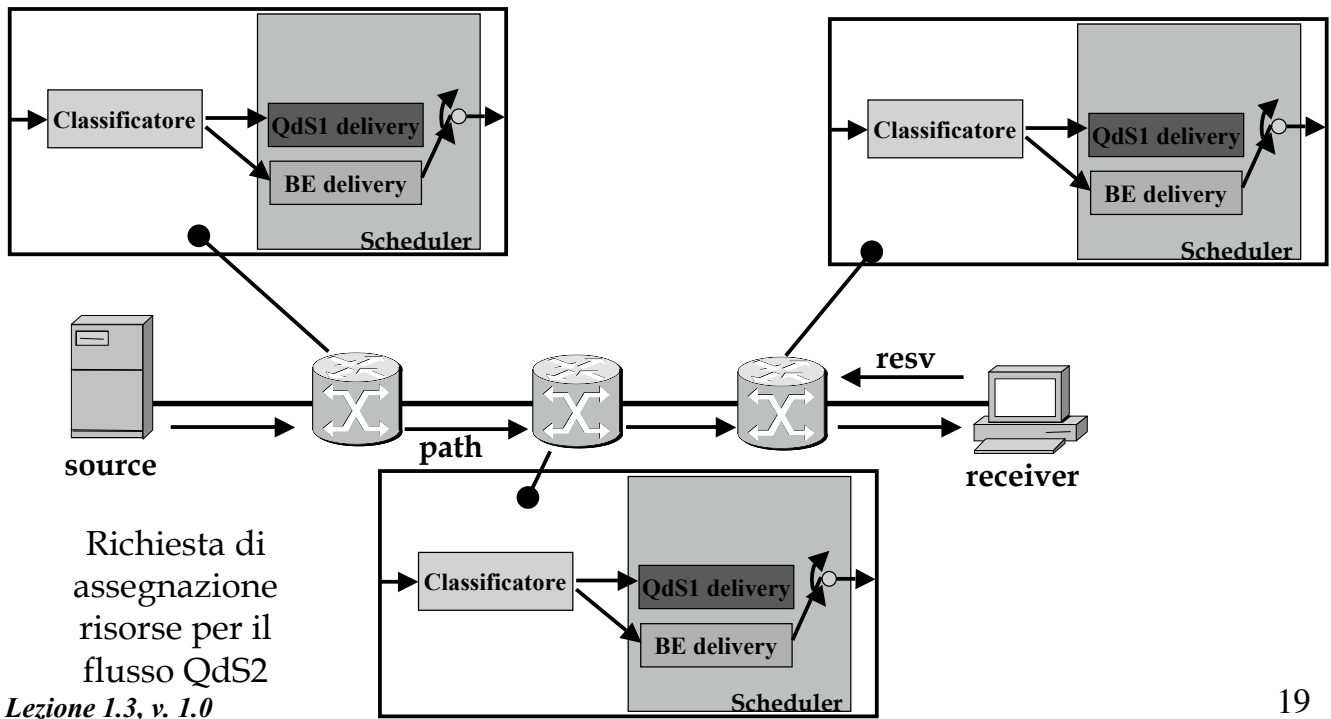 Classificatore
QdS1 delivery
BE delivery
Scheduler
Classificatore
QdS1 delivery
BE delivery
Scheduler
resv
path
source
receiver
Classificatore
QdS1 delivery
BE delivery
Scheduler
Richiesta di
assegnazione
risorse per il
flusso QdS2
Lezione 1.3, v. 1.0
19